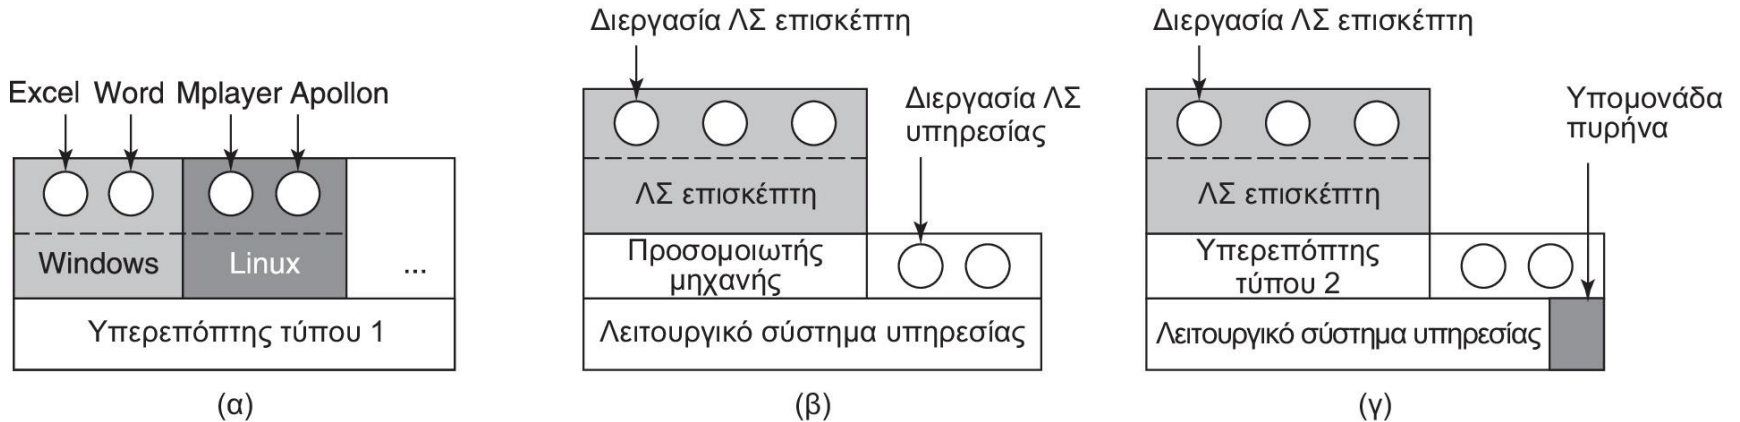 Excel Word Mplayer Apollon
Windows
Linux
...
Υπερεπόπτης τύπου 1
(α)
Διεργασία ΛΣ επισκέπτη
Διεργασία ΛΣ
υπηρεσίας
ΛΣ επισκέπτη
Προσομοιωτής
μηχανής
Λειτουργικό σύστημα υπηρεσίας
(β)
Διεργασία ΛΣ επισκέπτη
Υπομονάδα
πυρήνα
ΛΣ επισκέπτη
Υπερεπόπτης
τύπου 2
Λειτουργικό σύστημα υπηρεσίας
(γ)